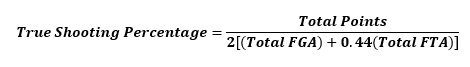 True Shooting Percentage = Total Points / 2[(Total FGA) + 0.44(Total FTA)]